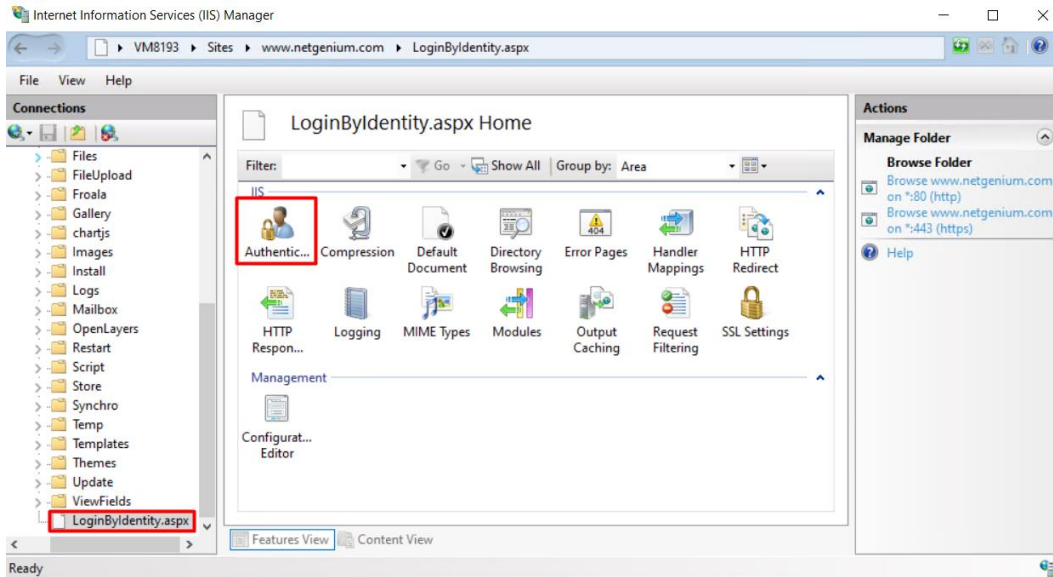 Internet Information Services (IIS) Manager
VM8193 Sites www.netgenium.com LoginByIdentity.aspx
File View Help
Connections
Files
FileUpload
Froala
Gallery
chartjs
Images
Install
Logs
Mailbox
OpenLayers
Restart
Script
Store
Synchro
Temp
Templates
Themes
Update
ViewFields
LoginByIdentity.aspx
LoginByIdentity.aspx Home
Filter: Go Show All Group by: Area
IIS
Authentic... Compression Default Document Directory Browsing Error Pages Handler Mappings HTTP Redirect
404
HTTP Respon... Logging MIME Types Modules Output Caching Request Filtering SSL Settings
Management
Configurat... Editor
Features View Content View
Actions
Manage Folder
Browse Folder
Browse www.netgenium.com
on *:80 (http)
Browse www.netgenium.com
on *:443 (https)
Help
Ready